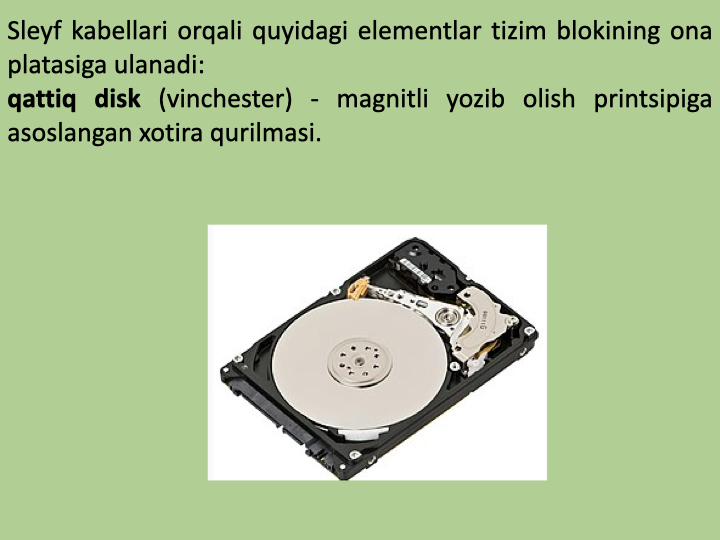 Sleyf kabellari orqali quyidagi elementlar tizim blokining ona
platasiga ulanadi:
qattiq disk (vinchester) - magnitli yozib olish printsipiga
asoslangan xotira qurilmasi.